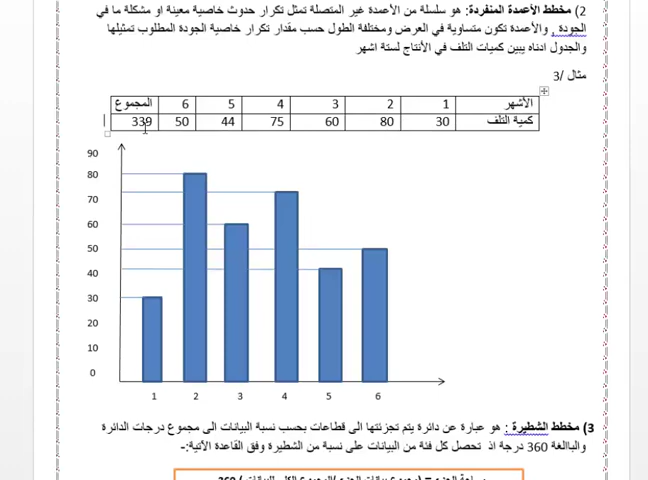 2) مخطط الأعمدة المنفردة: هو سلسلة من الأعمدة غير المتصلة تمثل تكرار حدوث خاصية معينة او مشكلة ما في
الجودة , والأعمدة تكون متساوية في العرض ومختلفة الطول حسب مقدار تكرار خاصية الجودة المطلوب تمثيلها
والجدول ادناه يبين كميات التلف في الأنتاج لستة اشهر
مثال /3
الأشهر 1 2 3 4 5 6 المجموع
كمية التلف 30 80 60 75 44 50 339
90
80
70
60
50
40
30
20
10
0
1 2 3 4 5 6
3) مخطط الشطيرة : هو عبارة عن دائرة يتم تجزئتها الى قطاعات بحسب نسبة البيانات الى مجموع درجات الدائرة
والباالغة 360 درجة اذ تحصل كل فئة من البيانات على نسبة من الشطيرة وفق القاعدة الآتية:-